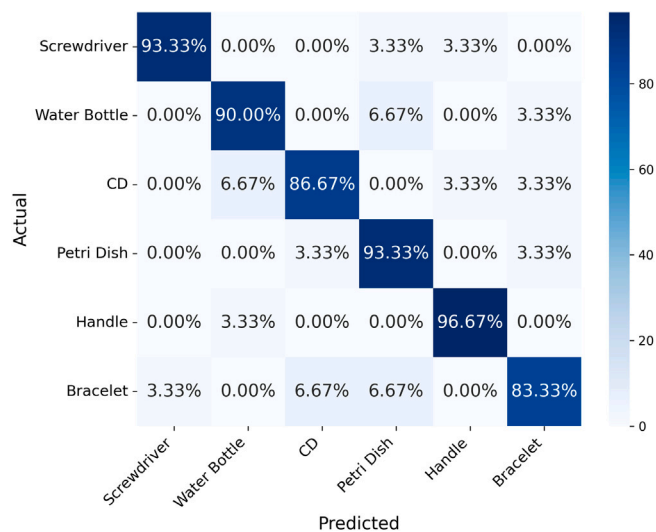 Screwdriver 93.33% 0.00% 0.00% 3.33% 3.33% 0.00%
Water Bottle 0.00% 90.00% 0.00% 6.67% 0.00% 3.33%
CD 0.00% 6.67% 86.67% 0.00% 3.33% 3.33%
Petri Dish 0.00% 0.00% 3.33% 93.33% 0.00% 3.33%
Handle 0.00% 3.33% 0.00% 0.00% 96.67% 0.00%
Bracelet 3.33% 0.00% 6.67% 6.67% 0.00% 83.33%
Actual
Screwdriver Water Bottle CD Petri Dish Handle Bracelet
Predicted
80
60
40
20
0